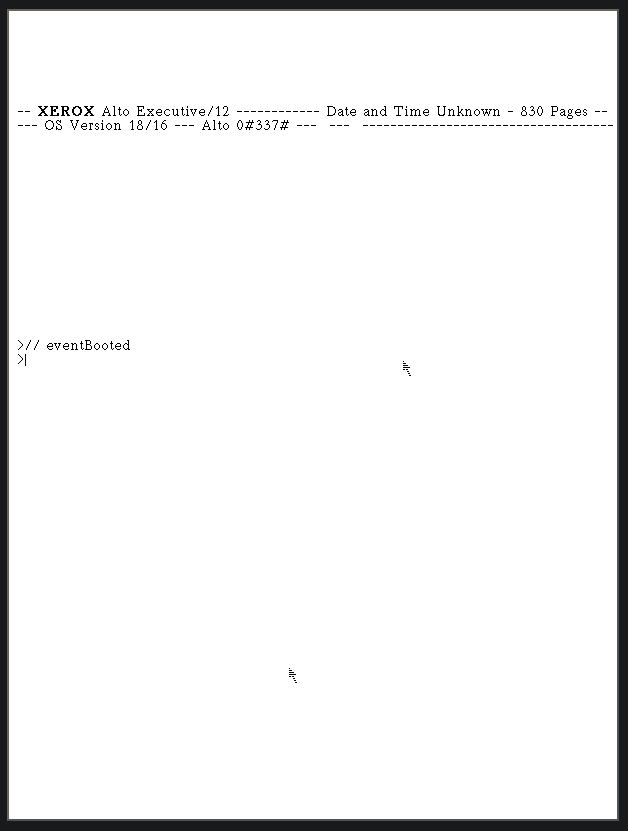 -- XEROX Alto Executive/12 ------------ Date and Time Unknown - 830 Pages --
--- OS Version 18/16 --- Alto 0#337# --- --- ------------------------------------
>// eventBooted
>